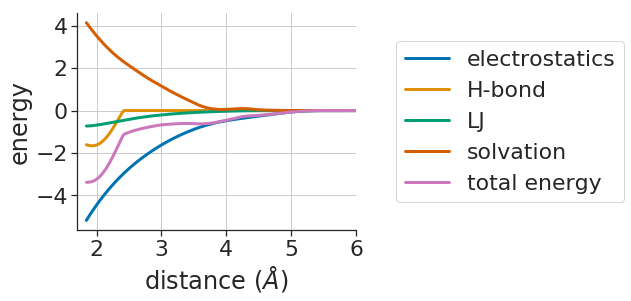 4
2
0
−2
−4
energy
2
3
4
5
6
distance (Å)
electrostatics
H-bond
LJ
solvation
total energy